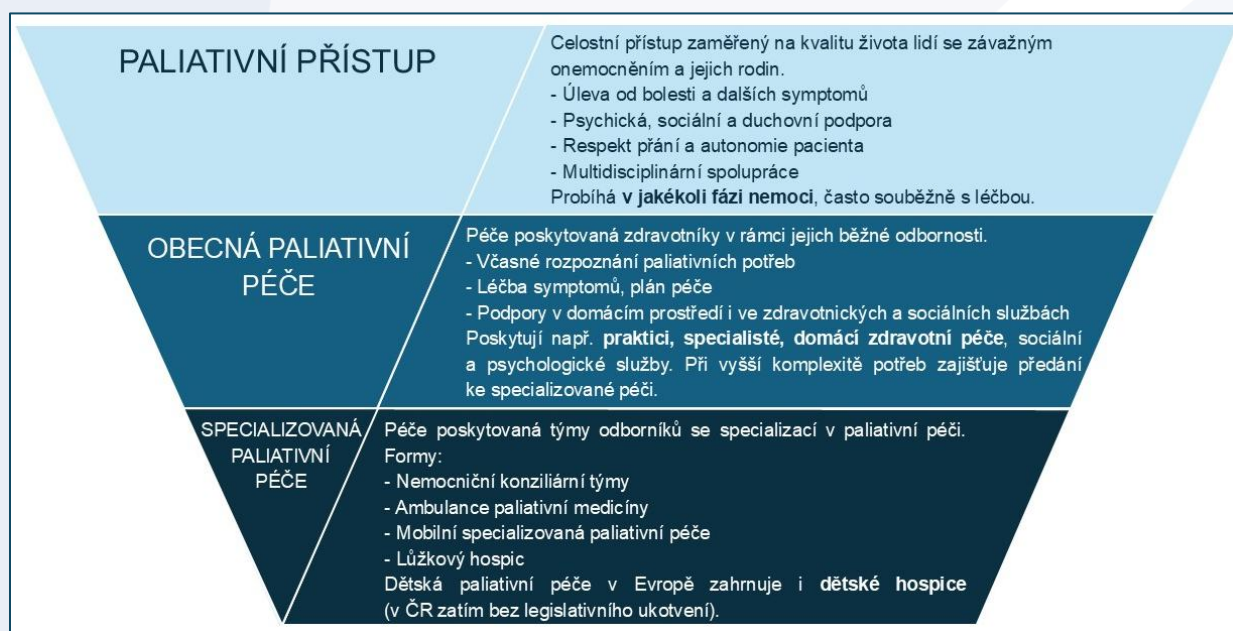 PALIATIVNÍ PŘÍSTUP
Celostní přístup zaměřený na kvalitu života lidí se závažným
onemocněním a jejich rodin.
- Úleva od bolesti a dalších symptomů
- Psychická, sociální a duchovní podpora
- Respekt přání a autonomie pacienta
- Multidisciplinární spolupráce
Probíhá v jakékoli fázi nemoci, často souběžně s léčbou.
OBECNÁ PALIATIVNÍ
PÉČE
Péče poskytovaná zdravotníky v rámci jejich běžné odbornosti.
- Včasné rozpoznání paliativních potřeb
- Léčba symptomů, plán péče
- Podpory v domácím prostředí i ve zdravotnických a sociálních službách
Poskytují např. praktici, specialisté, domácí zdravotní péče, sociální
a psychologické služby. Při vyšší komplexitě potřeb zajišťuje předání
ke specializované péči.
SPECIALIZOVANÁ
PALIATIVNÍ
PÉČE
Péče poskytovaná týmy odborníků se specializací v paliativní péči.
Formy:
- Nemocniční konziliární týmy
- Ambulance paliativní medicíny
- Mobilní specializovaná paliativní péče
- Lůžkový hospic
Dětská paliativní péče v Evropě zahrnuje i dětské hospice
(v ČR zatím bez legislativního ukotvení).